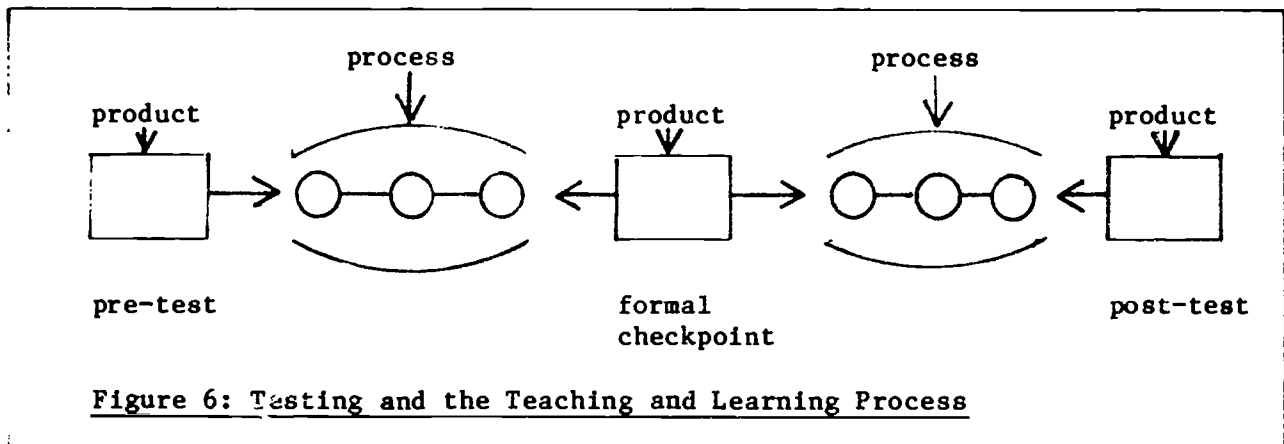 process process
product product product
pre-test formal post-test
checkpoint
Figure 6: Testing and the Teaching and Learning Process